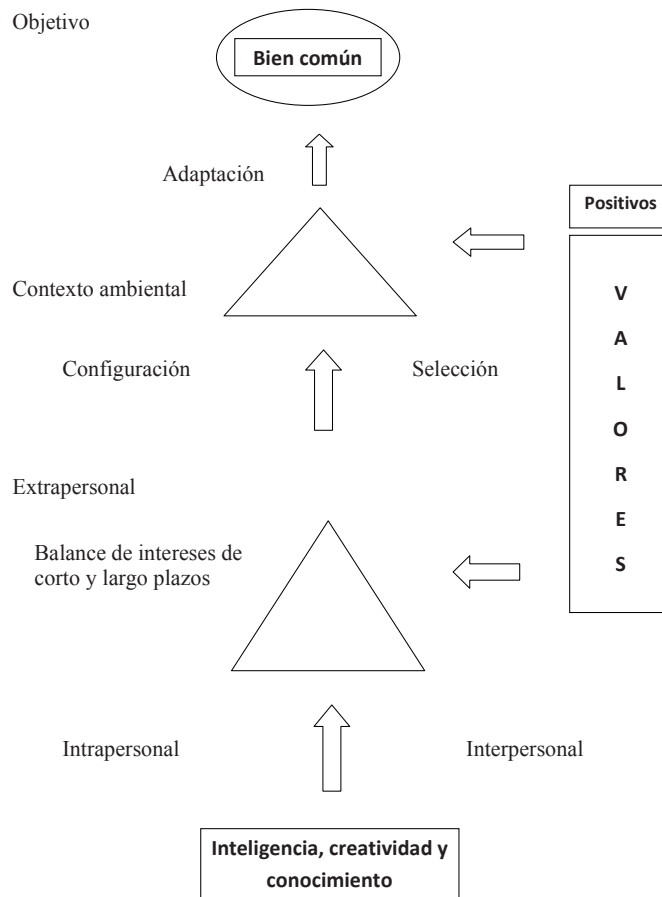 Objetivo
Bien común
Adaptación
Positivos
Contexto ambiental
V
A
L
O
R
E
S
Configuración
Selección
Extrapersonal
Balance de intereses de
corto y largo plazos
Intrapersonal
Interpersonal
Inteligencia, creatividad y
conocimiento